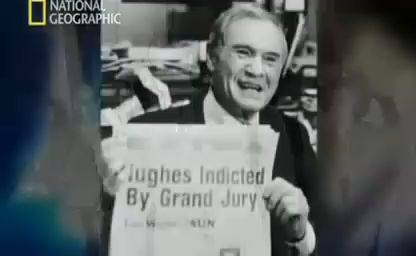 NATIONAL
GEOGRAPHIC
Hughes Indicted
By Grand Jury
SUN